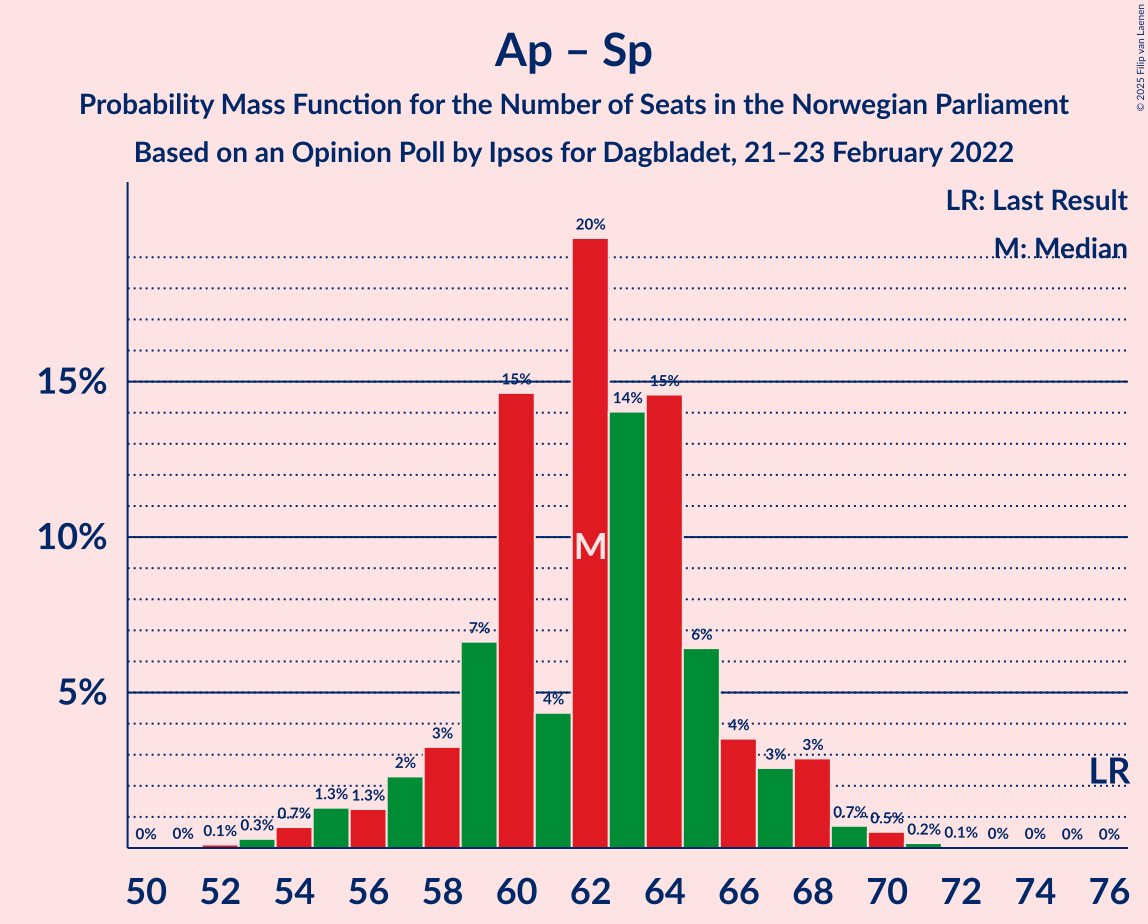 Ap – Sp
Probability Mass Function for the Number of Seats in the Norwegian Parliament
Based on an Opinion Poll by Ipsos for Dagbladet, 21–23 February 2022
© 2025 Filip van Laenen
LR: Last Result
M: Median
15%
10%
5%
0% 0% 0.1% 0.3% 0.7% 1.3% 1.3% 2% 3% 7% 15% 4% 20% 14% 15% 6% 4% 3% 3% 0.7% 0.5% 0.2% 0.1% 0% 0% 0% 0%
M
LR
50 52 54 56 58 60 62 64 66 68 70 72 74 76